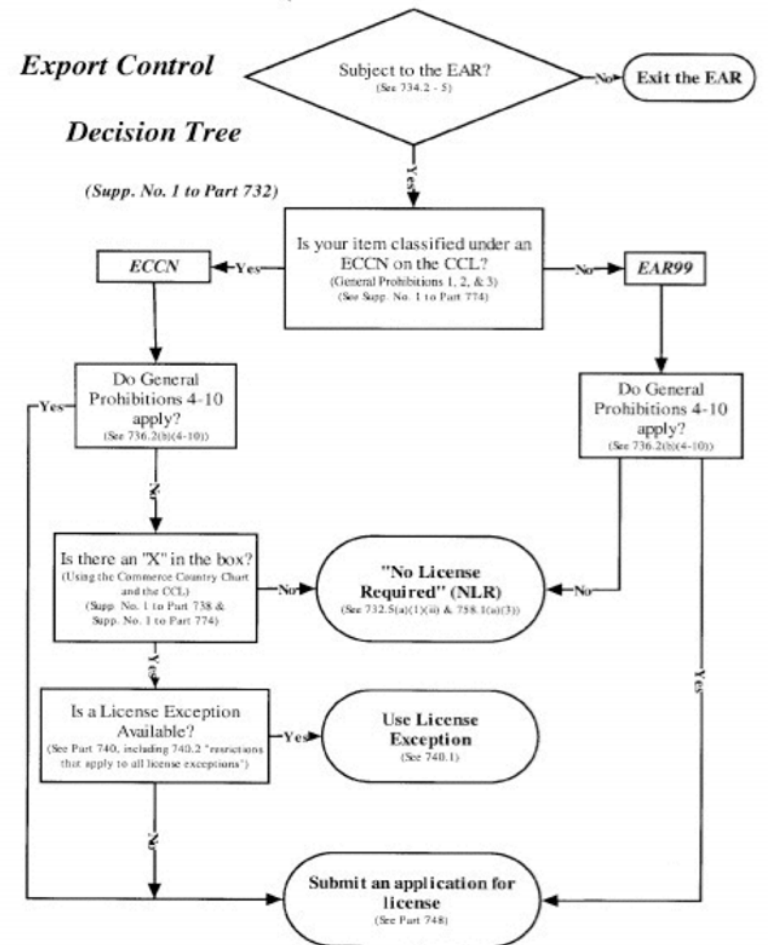 Export Control
Decision Tree
(Supp. No. 1 to Part 732)
Subject to the EAR?
(See 734.2 - 5)
No
Exit the EAR
Yes
Is your item classified under an
ECCN on the CCL?
(General Prohibitions 1, 2, & 3)
(See Supp. No. 1 to Part 774)
Yes
ECCN
No
EAR99
Do General
Prohibitions 4-10
apply?
(See 736.2(b)(4-10))
Yes
No
Do General
Prohibitions 4-10
apply?
(See 736.2(b)(4-10))
No
Yes
Is there an "X" in the box?
(Using the Commerce Country Chart
and the CCL)
(Supp. No. 1 to Part 738 &
Supp. No. 1 to Part 774)
No
Yes
"No License
Required" (NLR)
(See 732.5(a)(1)(ii) & 758.1(a)(3))
Is a License Exception
Available?
(See Part 740, including 740.2 "restrictions
that apply to all license exceptions")
Yes
No
Use License
Exception
(See 740.1)
Submit an application for
license
(See Part 748)